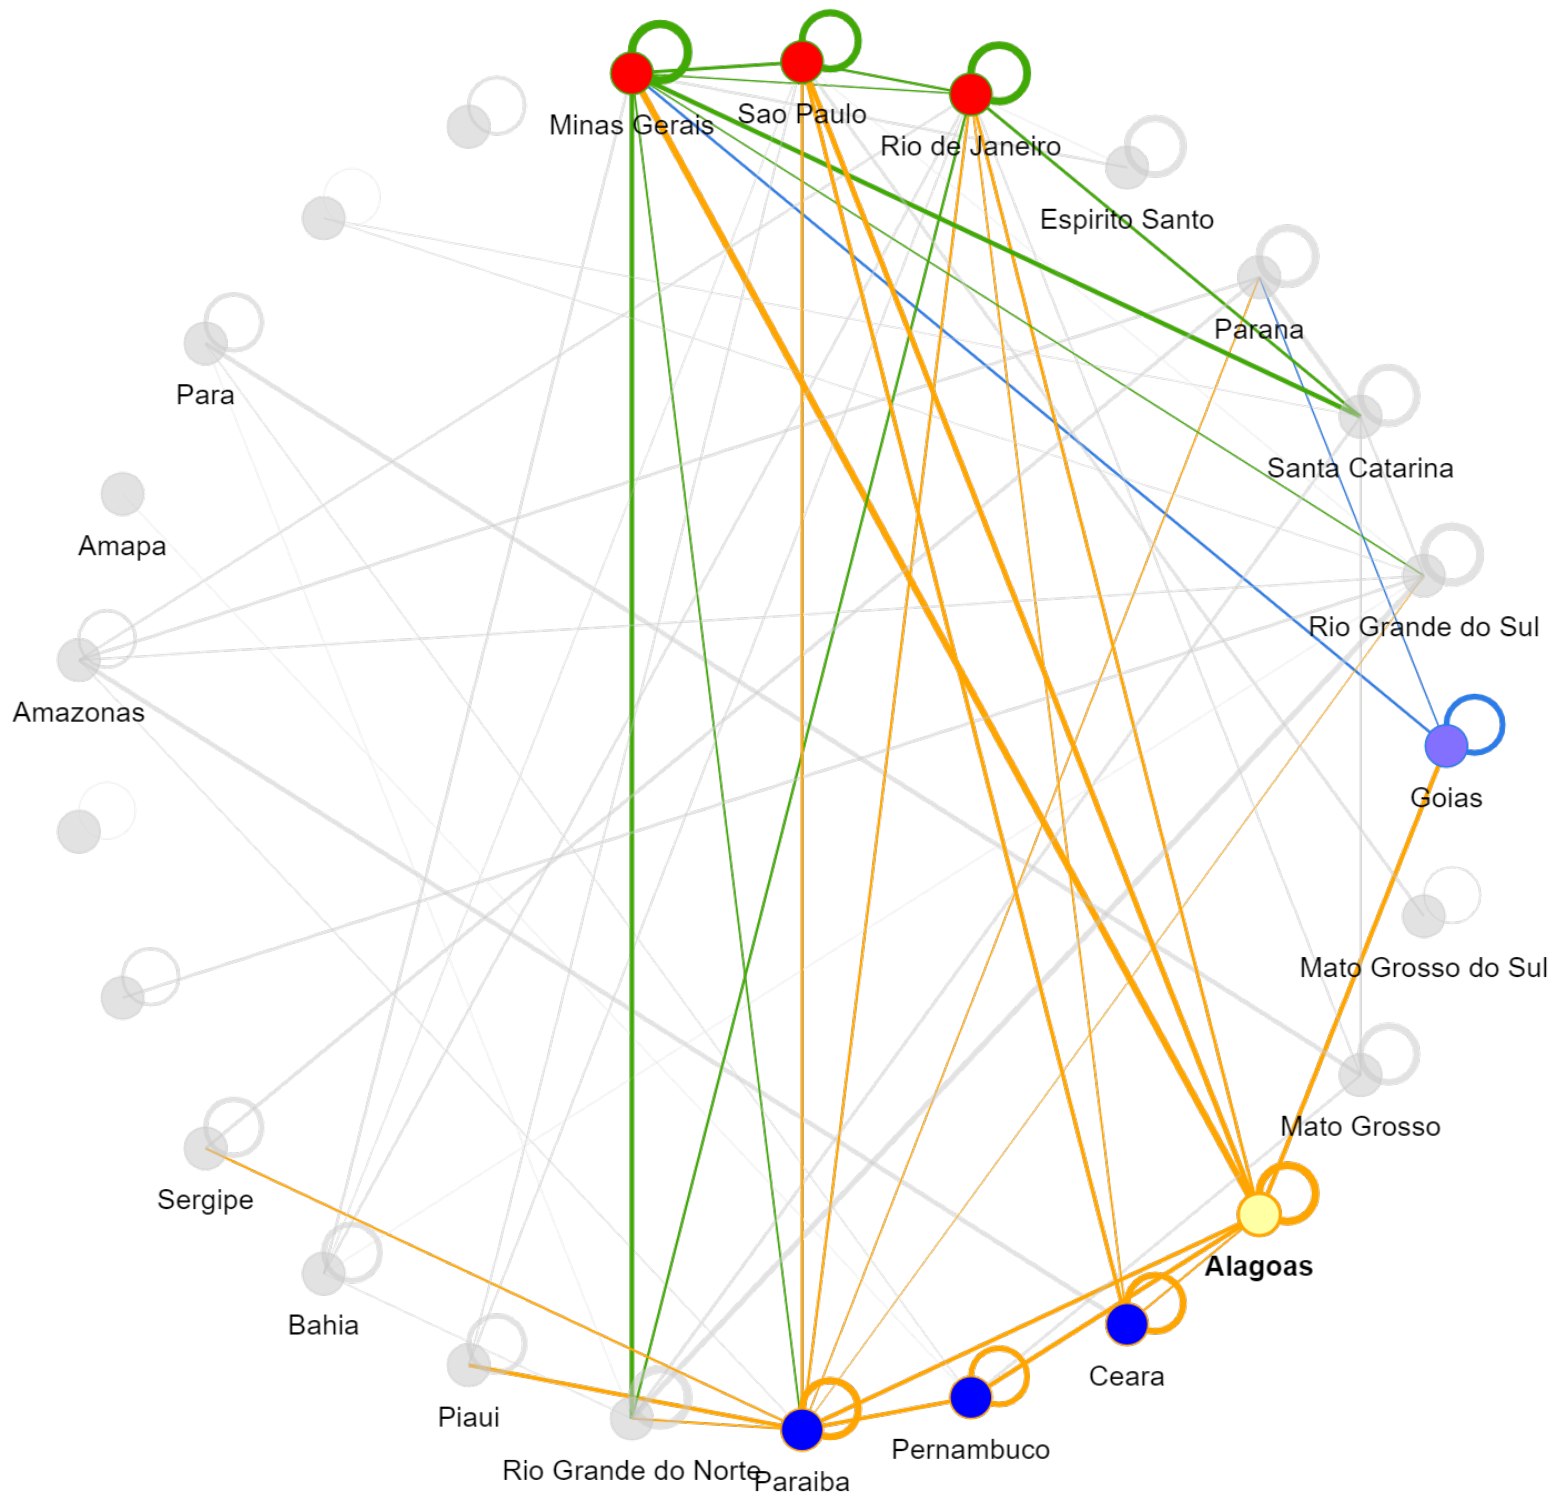 Minas Gerais
Sao Paulo
Rio de Janeiro
Espirito Santo
Parana
Para
Santa Catarina
Amapa
Rio Grande do Sul
Amazonas
Goias
Mato Grosso do Sul
Mato Grosso
Sergipe
Alagoas
Bahia
Ceara
Piaui
Pernambuco
Rio Grande do Norte
Paraiba